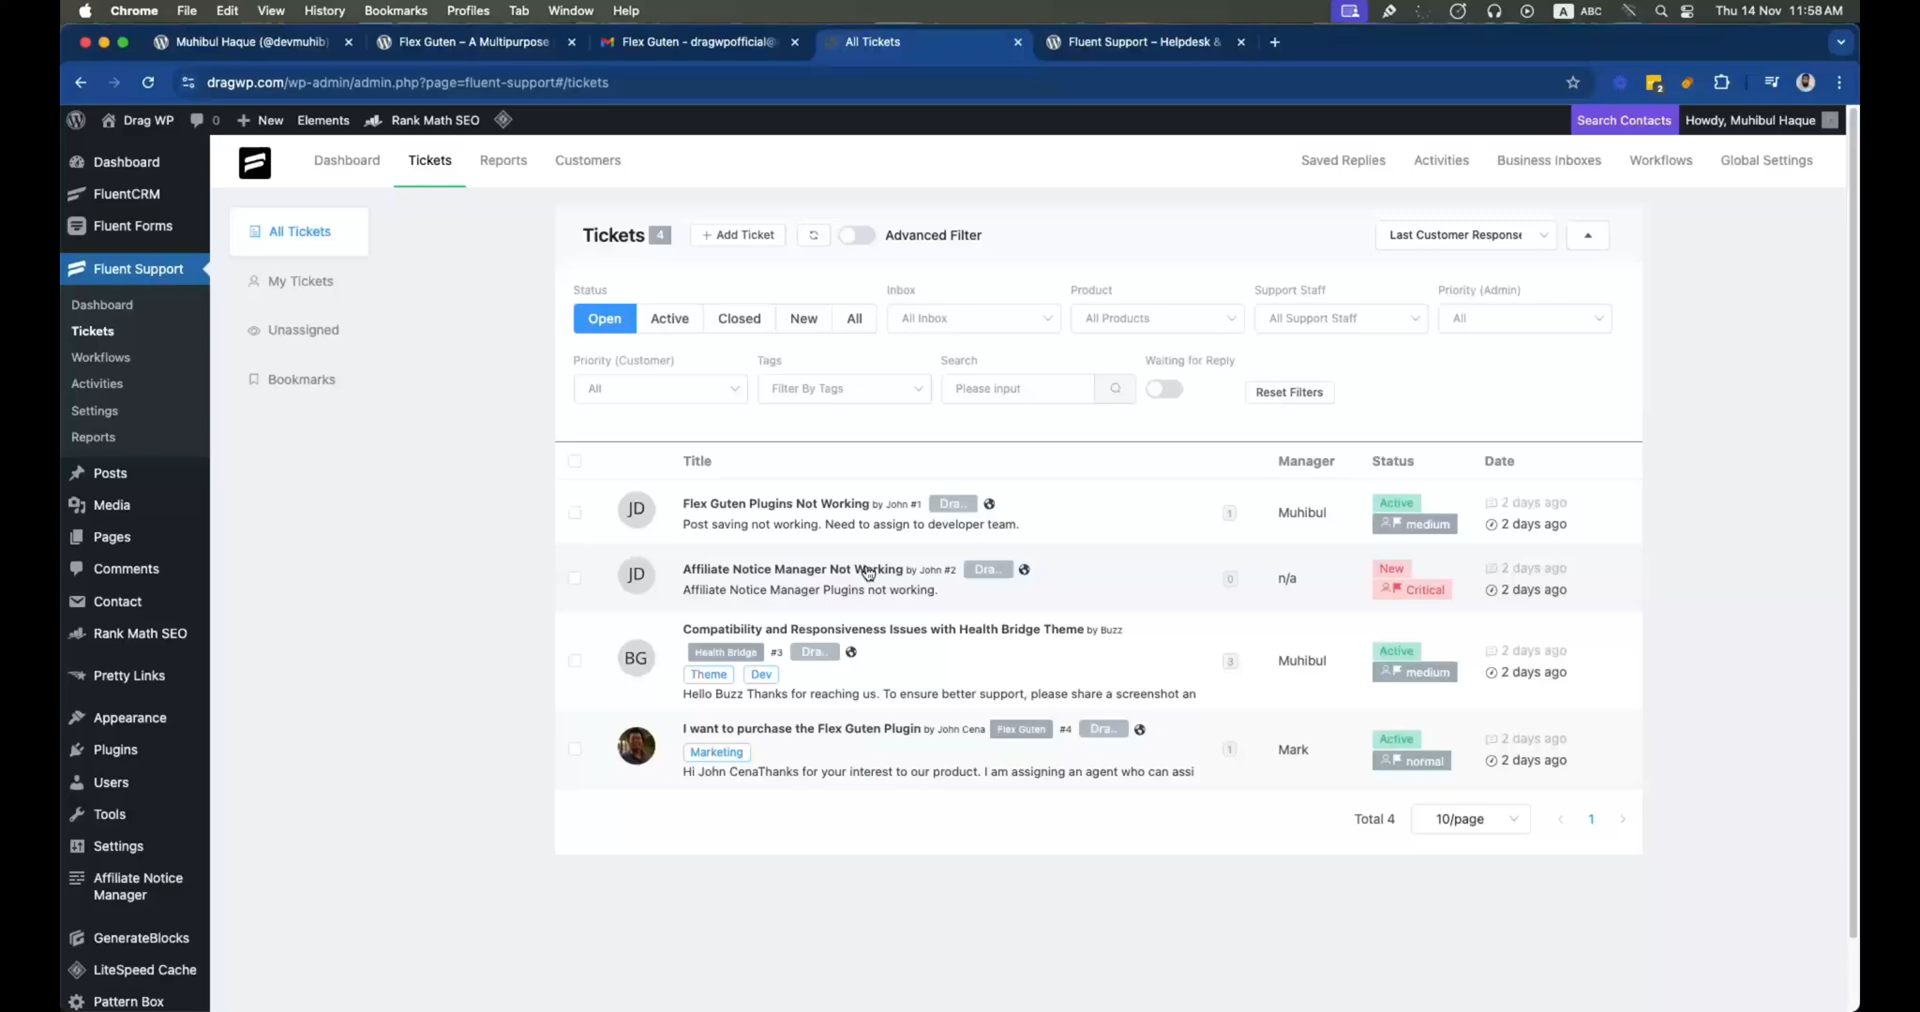 Chrome File Edit View History Bookmarks Profiles Tab Window Help
A ABC Thu 14 Nov 11:58 AM
Muhibul Haque (@devmuhib) Flex Guten – A Multipurpose Flex Guten - dragwpofficial@ All Tickets Fluent Support – Helpdesk &
dragwp.com/wp-admin/admin.php?page=fluent-support#/tickets
2
Drag WP 0 New Elements Rank Math SEO Search Contacts Howdy, Muhibul Haque
Dashboard
FluentCRM
Fluent Forms
Fluent Support
Dashboard
Tickets
Workflows
Activities
Settings
Reports
Posts
Media
Pages
Comments
Contact
Rank Math SEO
Pretty Links
Appearance
Plugins
Users
Tools
Settings
Affiliate Notice
Manager
GenerateBlocks
LiteSpeed Cache
Pattern Box
Dashboard Tickets Reports Customers Saved Replies Activities Business Inboxes Workflows Global Settings
All Tickets
My Tickets
Unassigned
Bookmarks
Tickets 4 + Add Ticket Advanced Filter Last Customer Response
Status Inbox Product Support Staff Priority (Admin)
Open Active Closed New All All Inbox All Products All Support Staff All
Priority (Customer) Tags Search Waiting for Reply
All Filter By Tags Please input Reset Filters
Title Manager Status Date
JD Flex Guten Plugins Not Working by John #1 Dra.. 1 Muhibul Active 2 days ago
Post saving not working. Need to assign to developer team. medium 2 days ago
JD Affiliate Notice Manager Not Working by John #2 Dra.. 0 n/a New 2 days ago
Affiliate Notice Manager Plugins not working. Critical 2 days ago
BG Compatibility and Responsiveness Issues with Health Bridge Theme by Buzz
Health Bridge #3 Dra.. 3 Muhibul Active 2 days ago
Theme Dev medium 2 days ago
Hello Buzz Thanks for reaching us. To ensure better support, please share a screenshot an
I want to purchase the Flex Guten Plugin by John Cena Flex Guten #4 Dra.. 1 Mark Active 2 days ago
Marketing normal 2 days ago
Hi John CenaThanks for your interest to our product. I am assigning an agent who can assi
Total 4 10/page 1